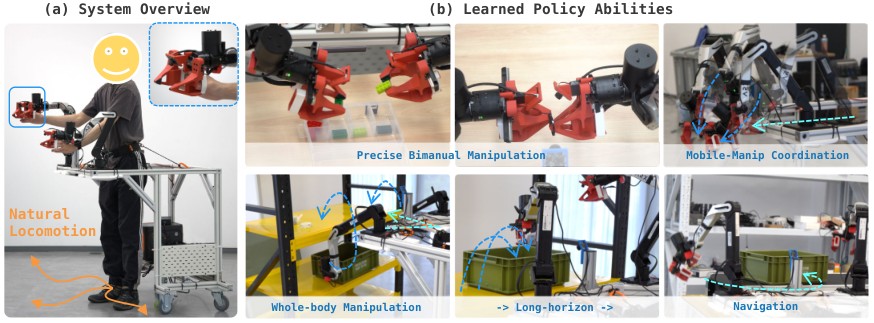 (a) System Overview
(b) Learned Policy Abilities
Natural
Locomotion
Precise Bimanual Manipulation
Mobile-Manip Coordination
Whole-body Manipulation
-> Long-horizon ->
Navigation